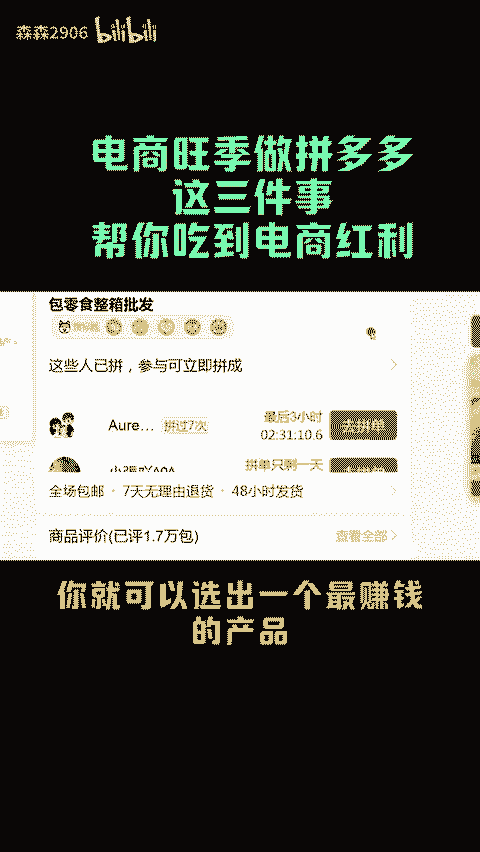 森森2906 bilibili
电商旺季做拼多多
这三件事
帮你吃到电商红利
包零食整箱批发
这些人已拼，参与可立即拼成
Aure... 拼过7次
最后3小时
02:31:10.6
去拼单
拼单只剩一天
全场包邮 · 7天无理由退货 · 48小时发货
商品评价(已评1.7万包)
查看全部
你就可以选出一个最赚钱
的产品